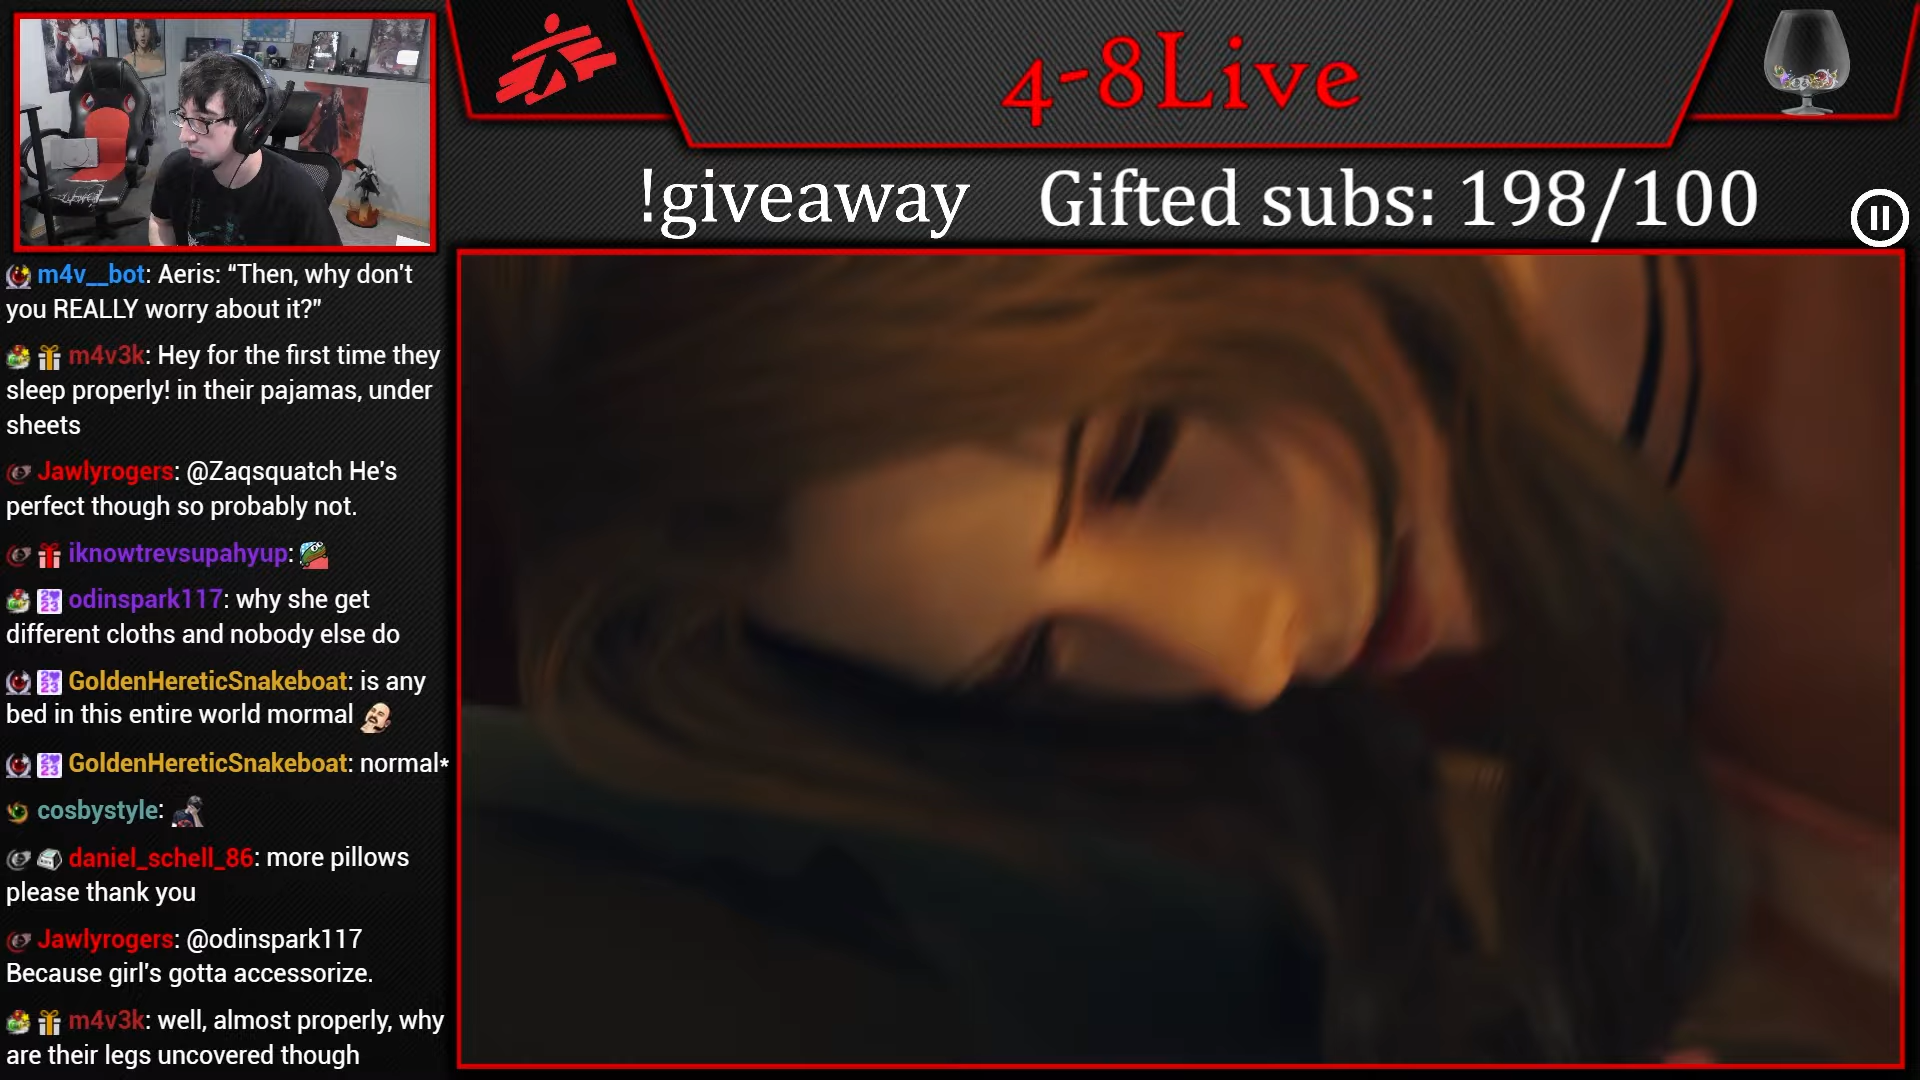 4-8Live
!giveaway Gifted subs: 198/100
m4v__bot: Aeris: “Then, why don't
you REALLY worry about it?”
m4v3k: Hey for the first time they
sleep properly! in their pajamas, under
sheets
Jawlyrogers: @Zaqsquatch He's
perfect though so probably not.
iknowtrevsupahyup:
odinspark117: why she get
different cloths and nobody else do
GoldenHereticSnakeboat: is any
bed in this entire world mormal
GoldenHereticSnakeboat: normal*
cosbystyle:
daniel_schell_86: more pillows
please thank you
Jawlyrogers: @odinspark117
Because girl's gotta accessorize.
m4v3k: well, almost properly, why
are their legs uncovered though